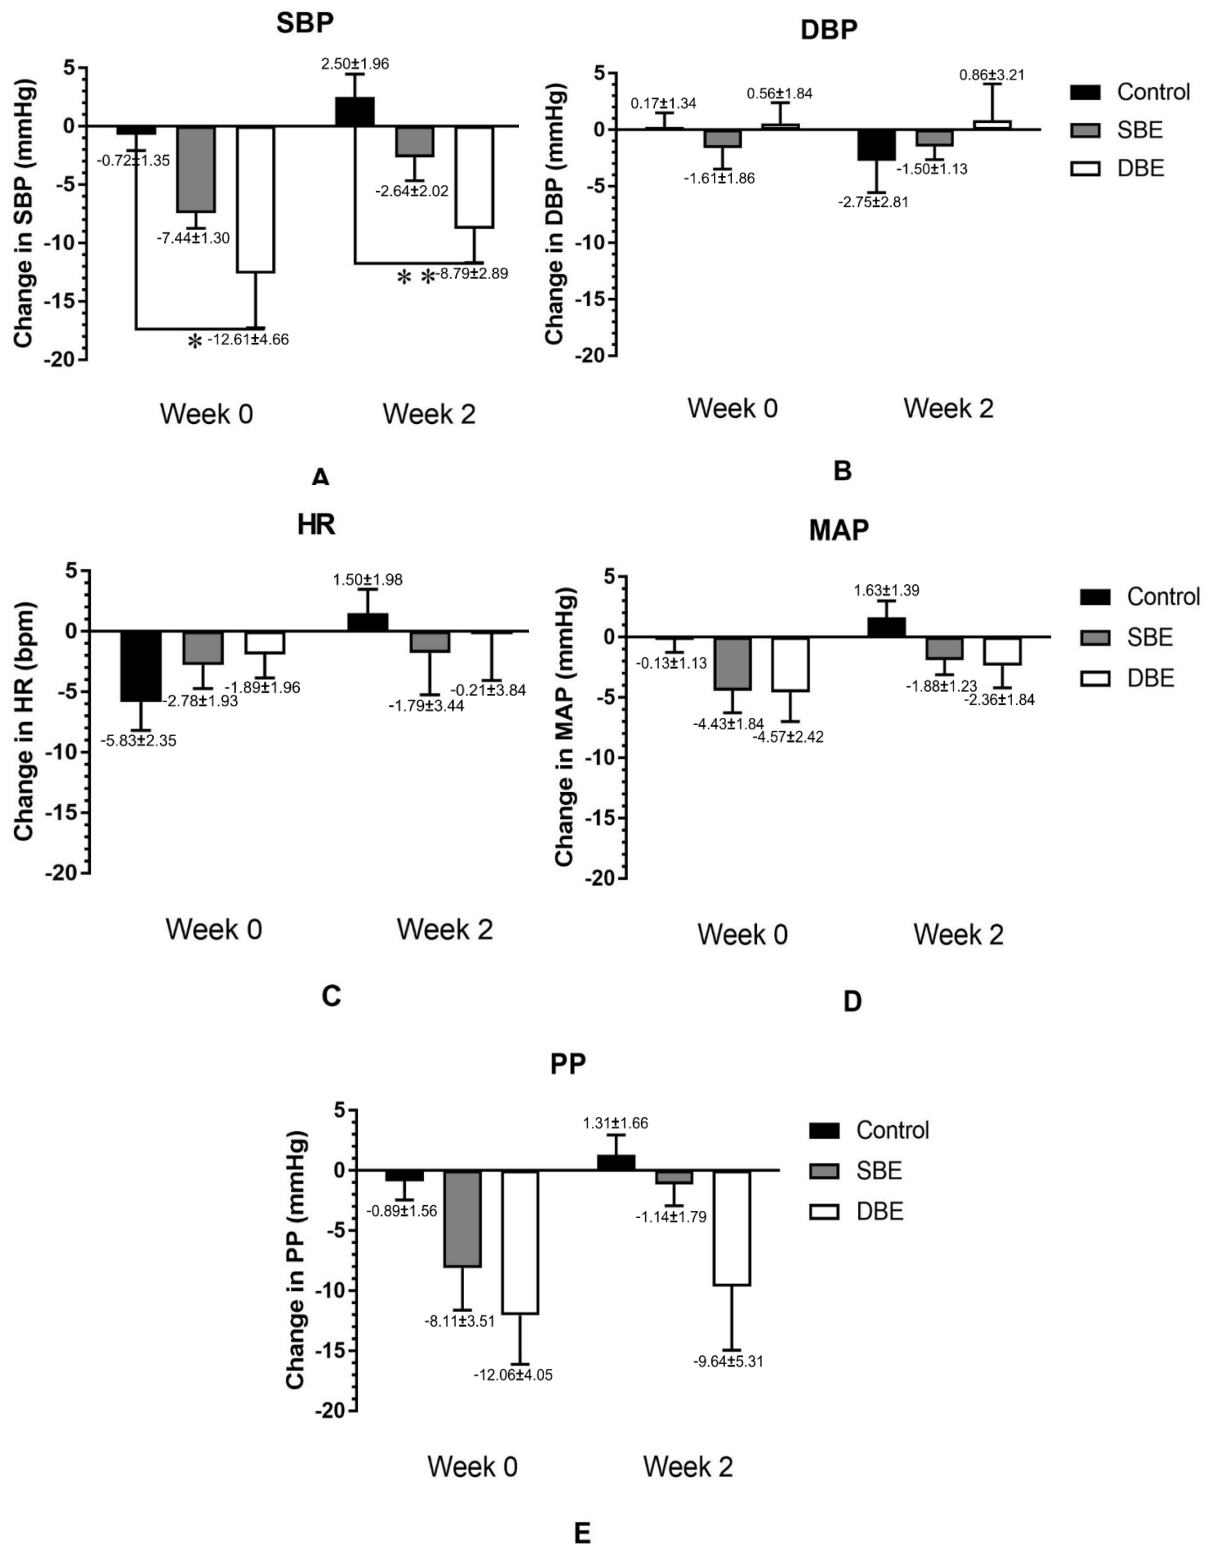 SBP
Change in SBP (mmHg)
5
0
-5
-10
-15
-20
-0.72±1.35
-7.44±1.30
-12.61±4.66
*
2.50±1.96
-2.64±2.02
-8.79±2.89
* *
Week 0
Week 2
A
DBP
Change in DBP (mmHg)
5
0
-5
-10
-15
-20
0.17±1.34
-1.61±1.86
0.56±1.84
-2.75±2.81
-1.50±1.13
0.86±3.21
Week 0
Week 2
Control
SBE
DBE
B
HR
Change in HR (bpm)
5
0
-5
-10
-15
-20
-5.83±2.35
-2.78±1.93
-1.89±1.96
1.50±1.98
-1.79±3.44
-0.21±3.84
Week 0
Week 2
C
MAP
Change in MAP (mmHg)
5
0
-5
-10
-15
-20
-0.13±1.13
-4.43±1.84
-4.57±2.42
1.63±1.39
-1.88±1.23
-2.36±1.84
Week 0
Week 2
Control
SBE
DBE
D
PP
Change in PP (mmHg)
5
0
-5
-10
-15
-20
-0.89±1.56
-8.11±3.51
-12.06±4.05
1.31±1.66
-1.14±1.79
-9.64±5.31
Week 0
Week 2
Control
SBE
DBE
E